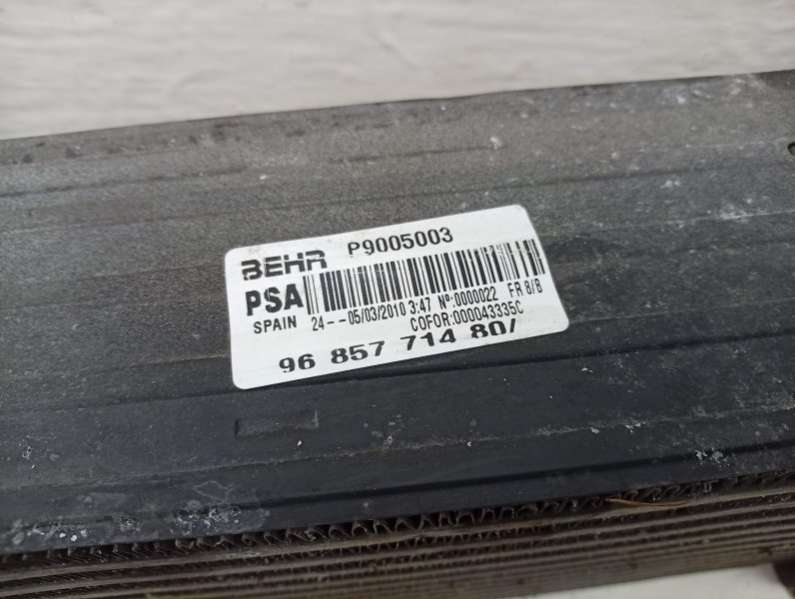 BEHR P9005003
PSA
SPAIN 24--05/03/2010 3:47 Nº:0000022 FR 8/8
COFOR:000043335C
96 857 714 80/